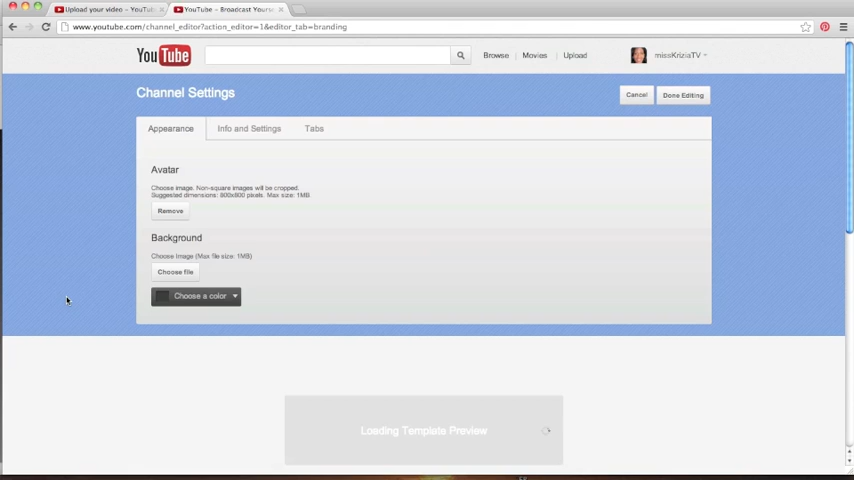 Upload your video - YouTub
YouTube - Broadcast Yourse
www.youtube.com/channel_editor?action_editor=1&editor_tab=branding
YouTube
Browse | Movies | Upload
missKriziaTV
Channel Settings
Cancel
Done Editing
Appearance
Info and Settings
Tabs
Avatar
Choose image. Non-square images will be cropped.
Suggested dimensions: 800x800 pixels. Max size: 1MB
Remove
Background
Choose image (Max file size: 1MB)
Choose file
Choose a color
Loading Template Preview